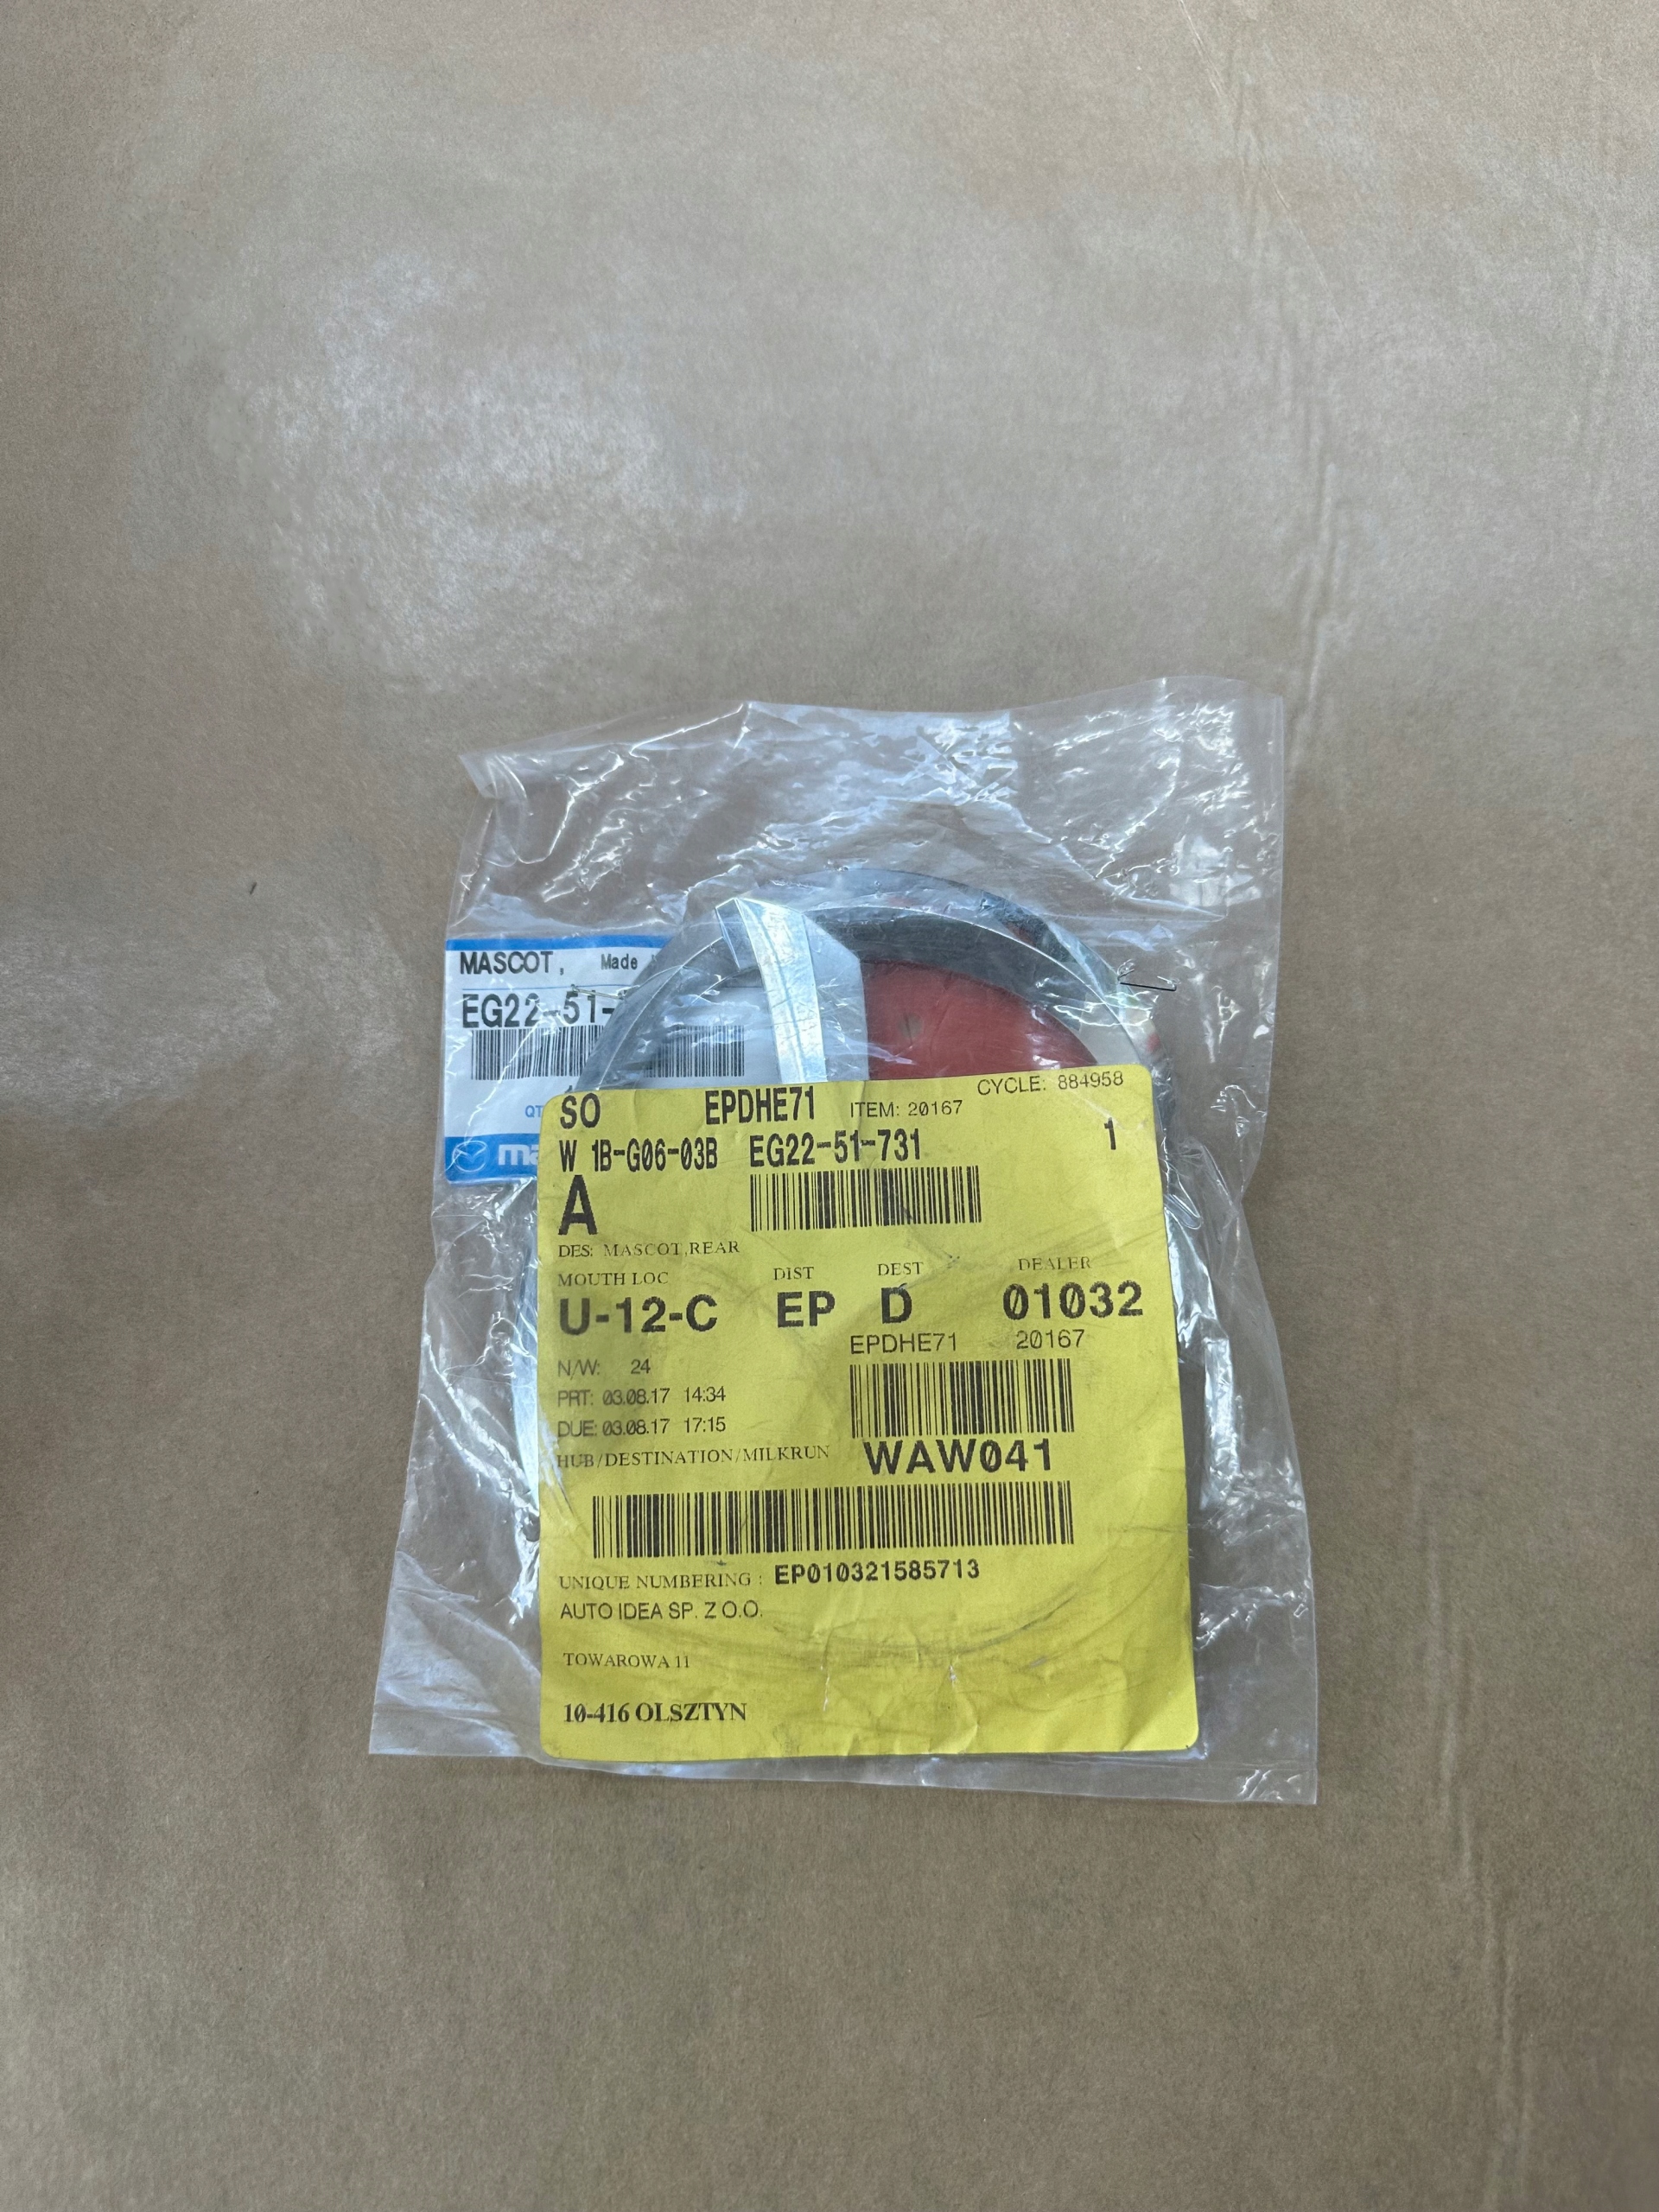 MASCOT, Made
EG22-51-
QT
SO EPDHE71 ITEM: 20167 CYCLE: 884958
W 1B-G06-03B EG22-51-731 1
A
DES: MASCOT,REAR
MOUTH LOC DIST DEST DEALER
U-12-C EP D 01032
EPDHE71 20167
N/W: 24
PRT: 03.08.17 14:34
DUE: 03.08.17 17:15
HUB/DESTINATION/MILKRUN WAW041
UNIQUE NUMBERING : EP010321585713
AUTO IDEA SP. Z O.O.
TOWAROWA 11
10-416 OLSZTYN